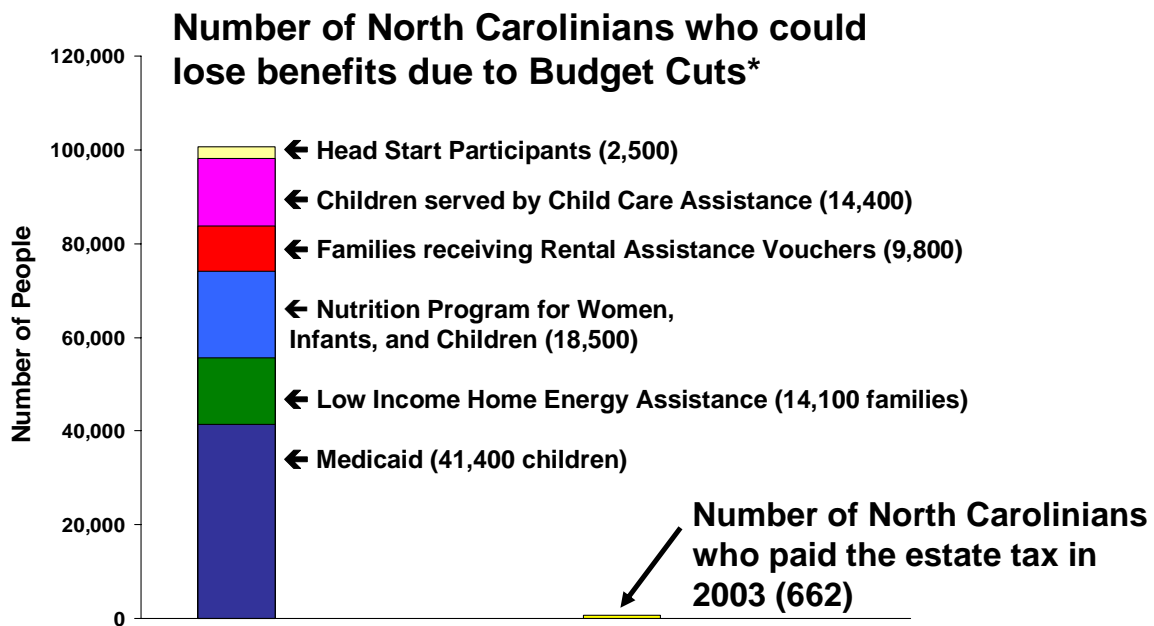 Number of North Carolinians who could
lose benefits due to Budget Cuts*
120,000
100,000
80,000
60,000
40,000
20,000
0
Number of People
← Head Start Participants (2,500)
← Children served by Child Care Assistance (14,400)
← Families receiving Rental Assistance Vouchers (9,800)
← Nutrition Program for Women,
Infants, and Children (18,500)
← Low Income Home Energy Assistance (14,100 families)
← Medicaid (41,400 children)
Number of North Carolinians
who paid the estate tax in
2003 (662)